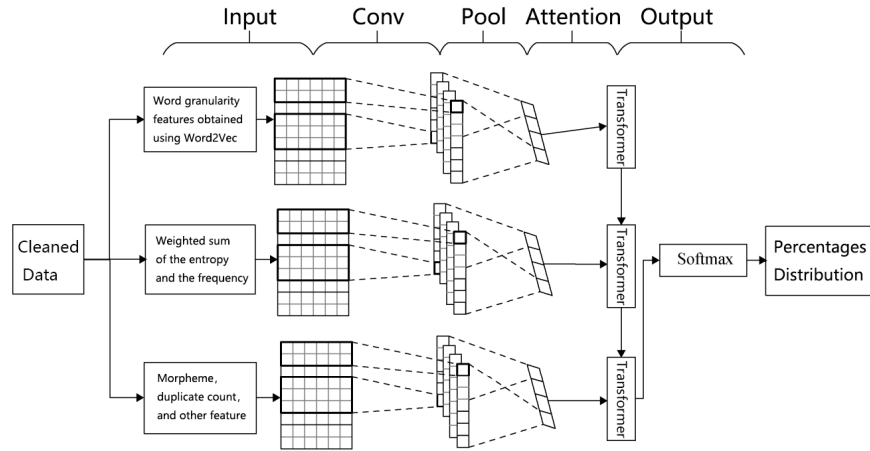 Input Conv Pool Attention Output
Word granularity
features obtained
using Word2Vec
Transformer
Cleaned
Data
Weighted sum
of the entropy
and the frequency
Transformer
Softmax
Percentages
Distribution
Morpheme,
duplicate count,
and other feature
Transformer